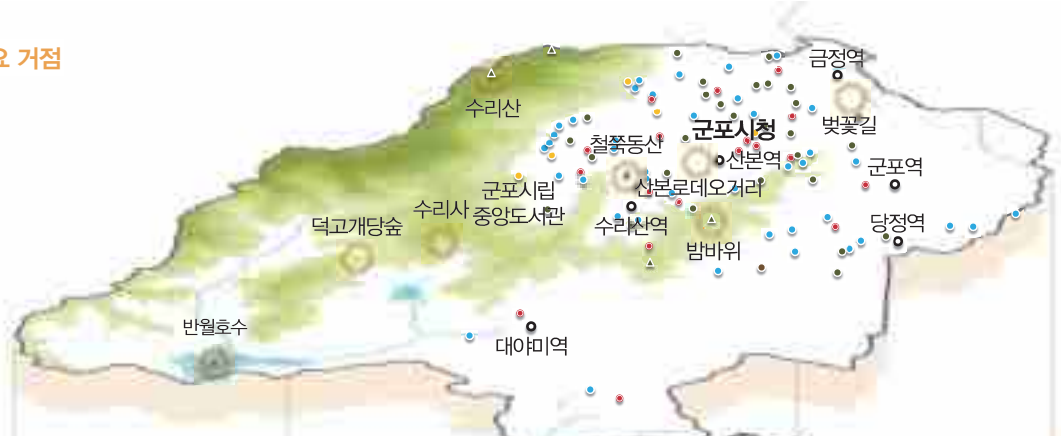 요 거점
금정역
수리산
벚꽃길
군포시청
철쭉동산
산본역
군포역
군포시립
중앙도서관
산본로데오거리
수리사
덕고개당숲
수리산역
당정역
밤바위
반월호수
대야미역